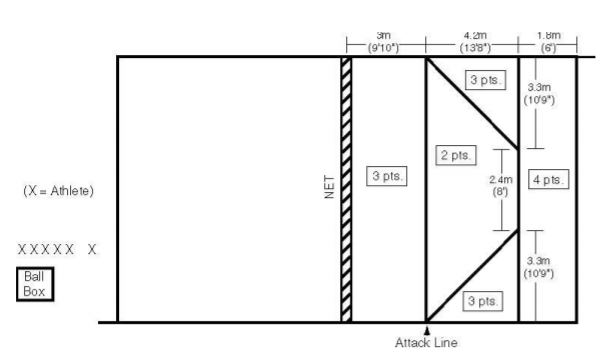 3m
(9'10")
4.2m
(13'8")
1.8m
(6')
3 pts.
3.3m
(10'9")
2 pts.
3 pts.
NET
2.4m
(8')
4 pts.
(X = Athlete)
X X X X X X
Ball
Box
3.3m
(10'9")
3 pts.
Attack Line